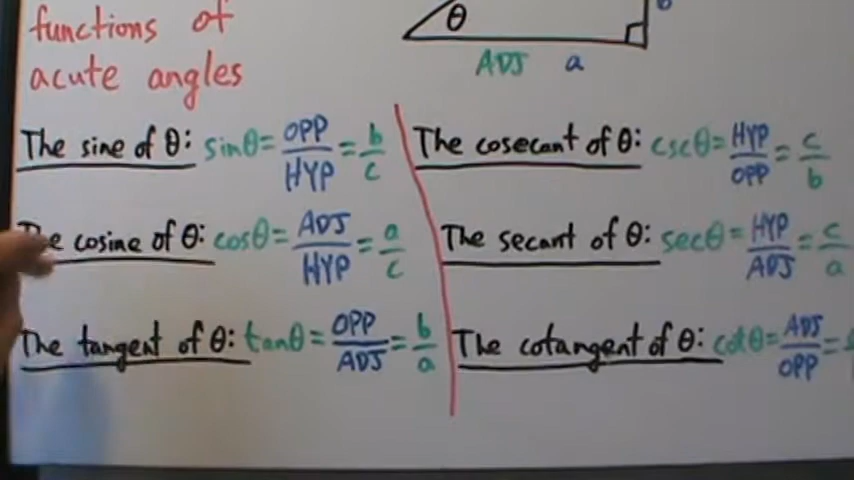 functions of
acute angles
θ
ADJ a
The sine of θ: sinθ = OPP/HYP = b/c
The cosine of θ: cosθ = ADJ/HYP = a/c
The tangent of θ: tanθ = OPP/ADJ = b/a
The cosecant of θ: cscθ = HYP/OPP = c/b
The secant of θ: secθ = HYP/ADJ = c/a
The cotangent of θ: cotθ = ADJ/OPP =